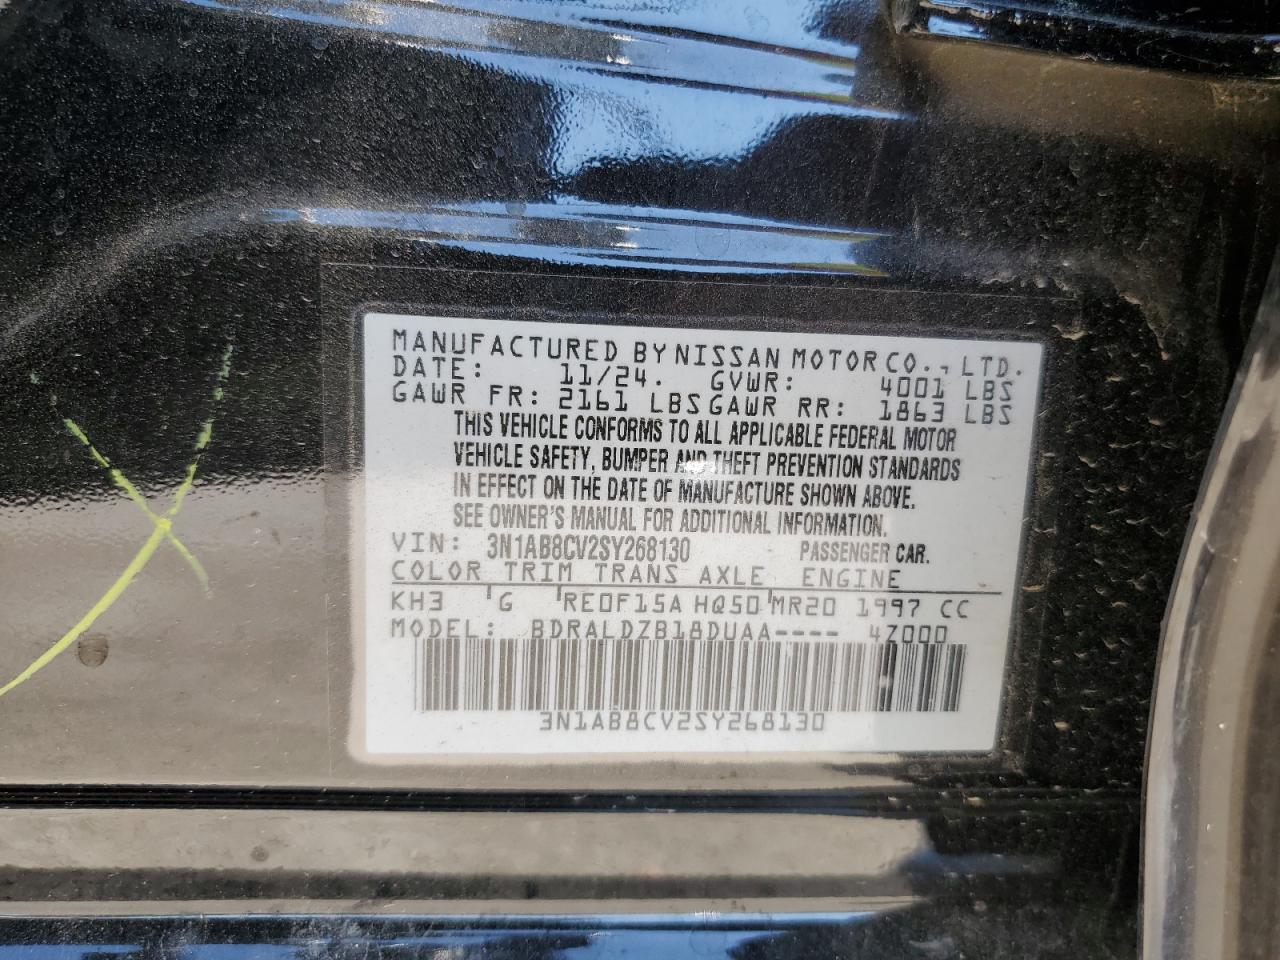 MANUFACTURED BY NISSAN MOTOR CO., LTD.
DATE: 11/24. GVWR: 4001 LBS
GAWR FR: 2161 LBS GAWR RR: 1863 LBS
THIS VEHICLE CONFORMS TO ALL APPLICABLE FEDERAL MOTOR
VEHICLE SAFETY, BUMPER AND THEFT PREVENTION STANDARDS
IN EFFECT ON THE DATE OF MANUFACTURE SHOWN ABOVE.
SEE OWNER'S MANUAL FOR ADDITIONAL INFORMATION.
VIN: 3N1AB8CV2SY268130 PASSENGER CAR.
COLOR TRIM TRANS AXLE ENGINE
KH3 'G 'RE0F15A HQ50'MR20 1997 CC
MODEL: BDRALDZB18DUAA---- 4Z000
3N1AB8CV2SY268130